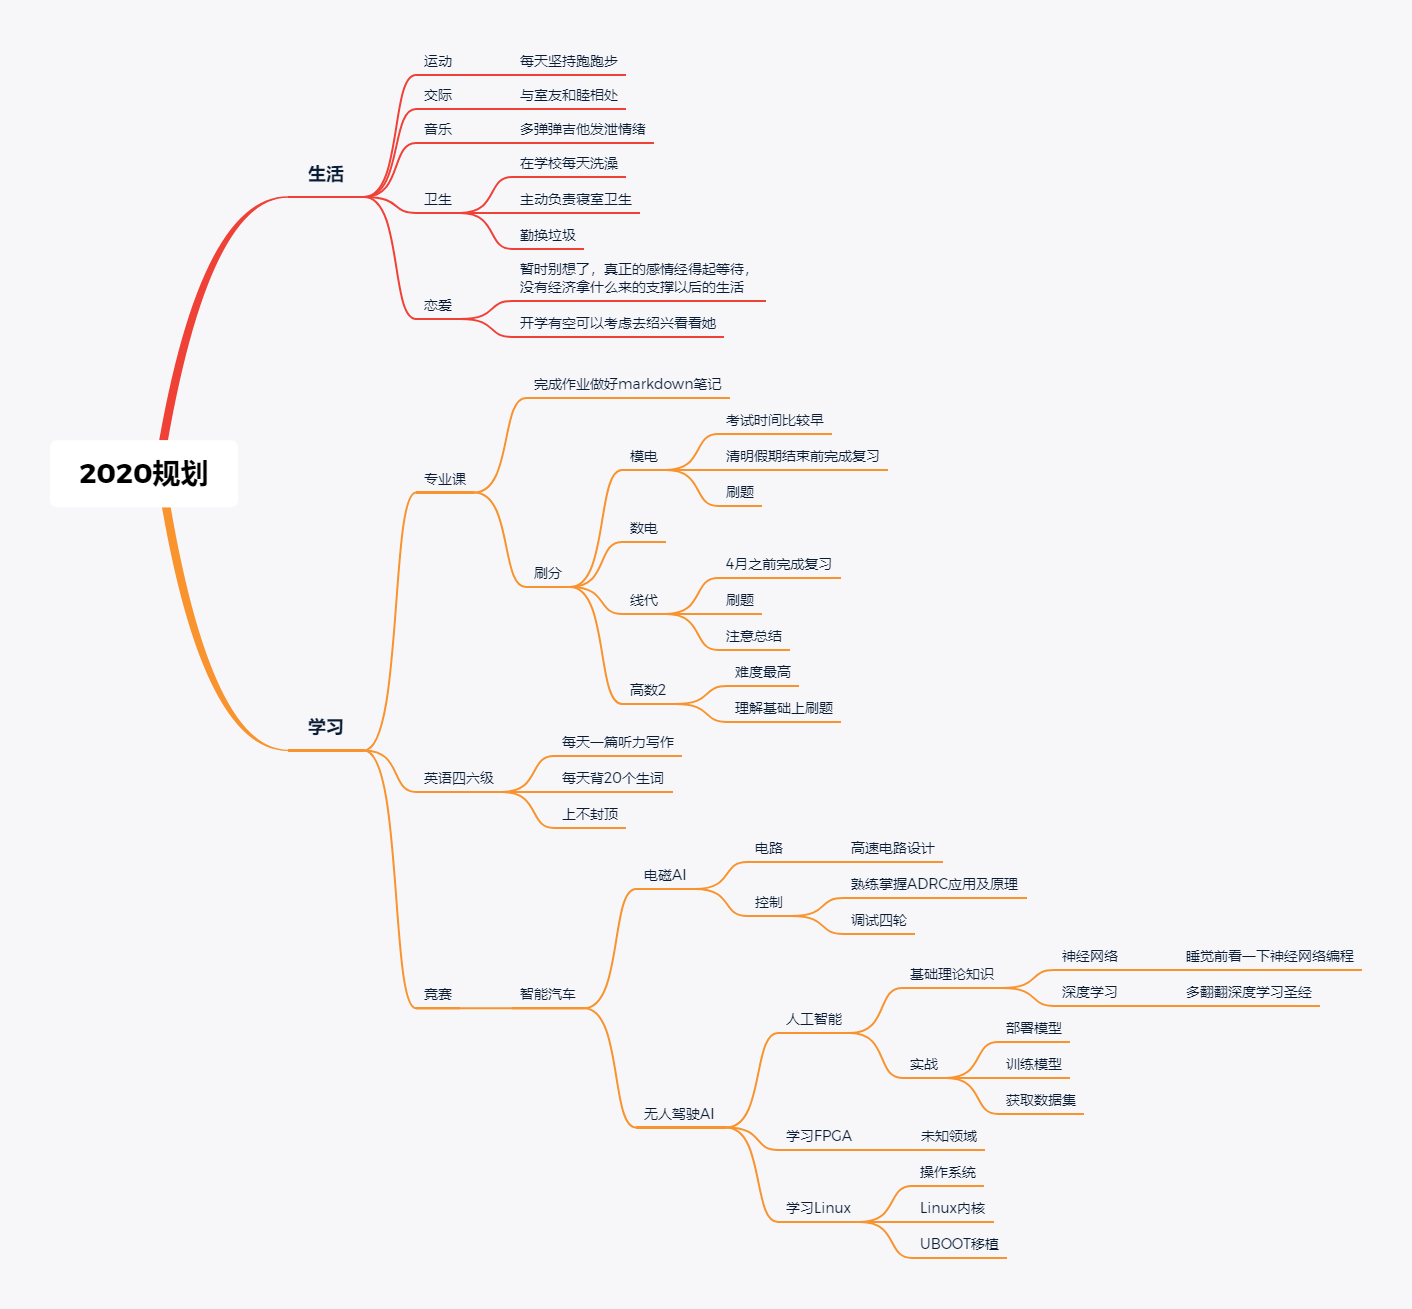 2020规划
生活
运动
每天坚持跑跑步
交际
与室友和睦相处
音乐
多弹弹吉他发泄情绪
卫生
在学校每天洗澡
主动负责寝室卫生
勤换垃圾
恋爱
暂时别想了，真正的感情经得起等待，
没有经济拿什么来的支撑以后的生活
开学有空可以考虑去绍兴看看她
学习
专业课
完成作业做好markdown笔记
刷分
模电
考试时间比较早
清明假期结束前完成复习
刷题
数电
线代
4月之前完成复习
刷题
注意总结
高数2
难度最高
理解基础上刷题
英语四六级
每天一篇听力写作
每天背20个生词
上不封顶
竞赛
智能汽车
电磁AI
电路
高速电路设计
控制
熟练掌握ADRC应用及原理
调试四轮
无人驾驶AI
人工智能
基础理论知识
神经网络
睡觉前看一下神经网络编程
深度学习
多翻翻深度学习圣经
实战
部署模型
训练模型
获取数据集
学习FPGA
未知领域
学习Linux
操作系统
Linux内核
UBOOT移植